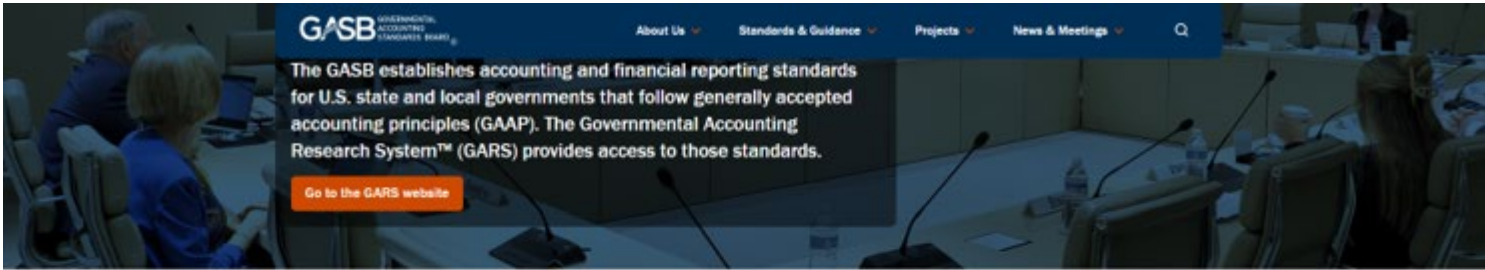 GASB GOVERNMENTAL
ACCOUNTING
STANDARDS BOARD ®
About Us
Standards & Guidance
Projects
News & Meetings
The GASB establishes accounting and financial reporting standards
for U.S. state and local governments that follow generally accepted
accounting principles (GAAP). The Governmental Accounting
Research System™ (GARS) provides access to those standards.
Go to the GARS website